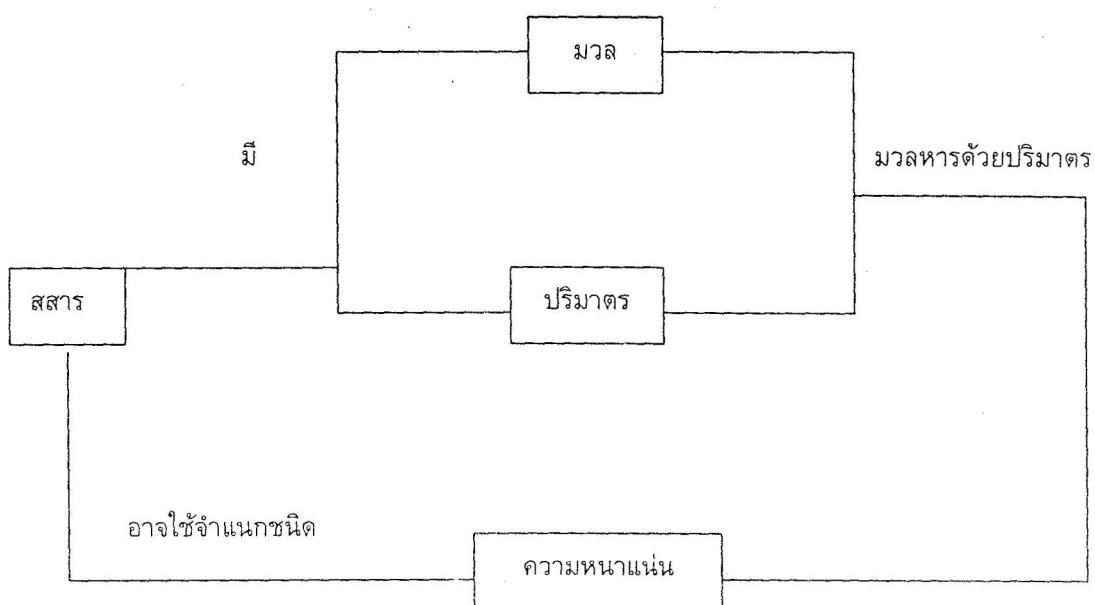 มวล
มี
มวลหารด้วยปริมาตร
สสาร
ปริมาตร
อาจใช้จำแนกชนิด
ความหนาแน่น